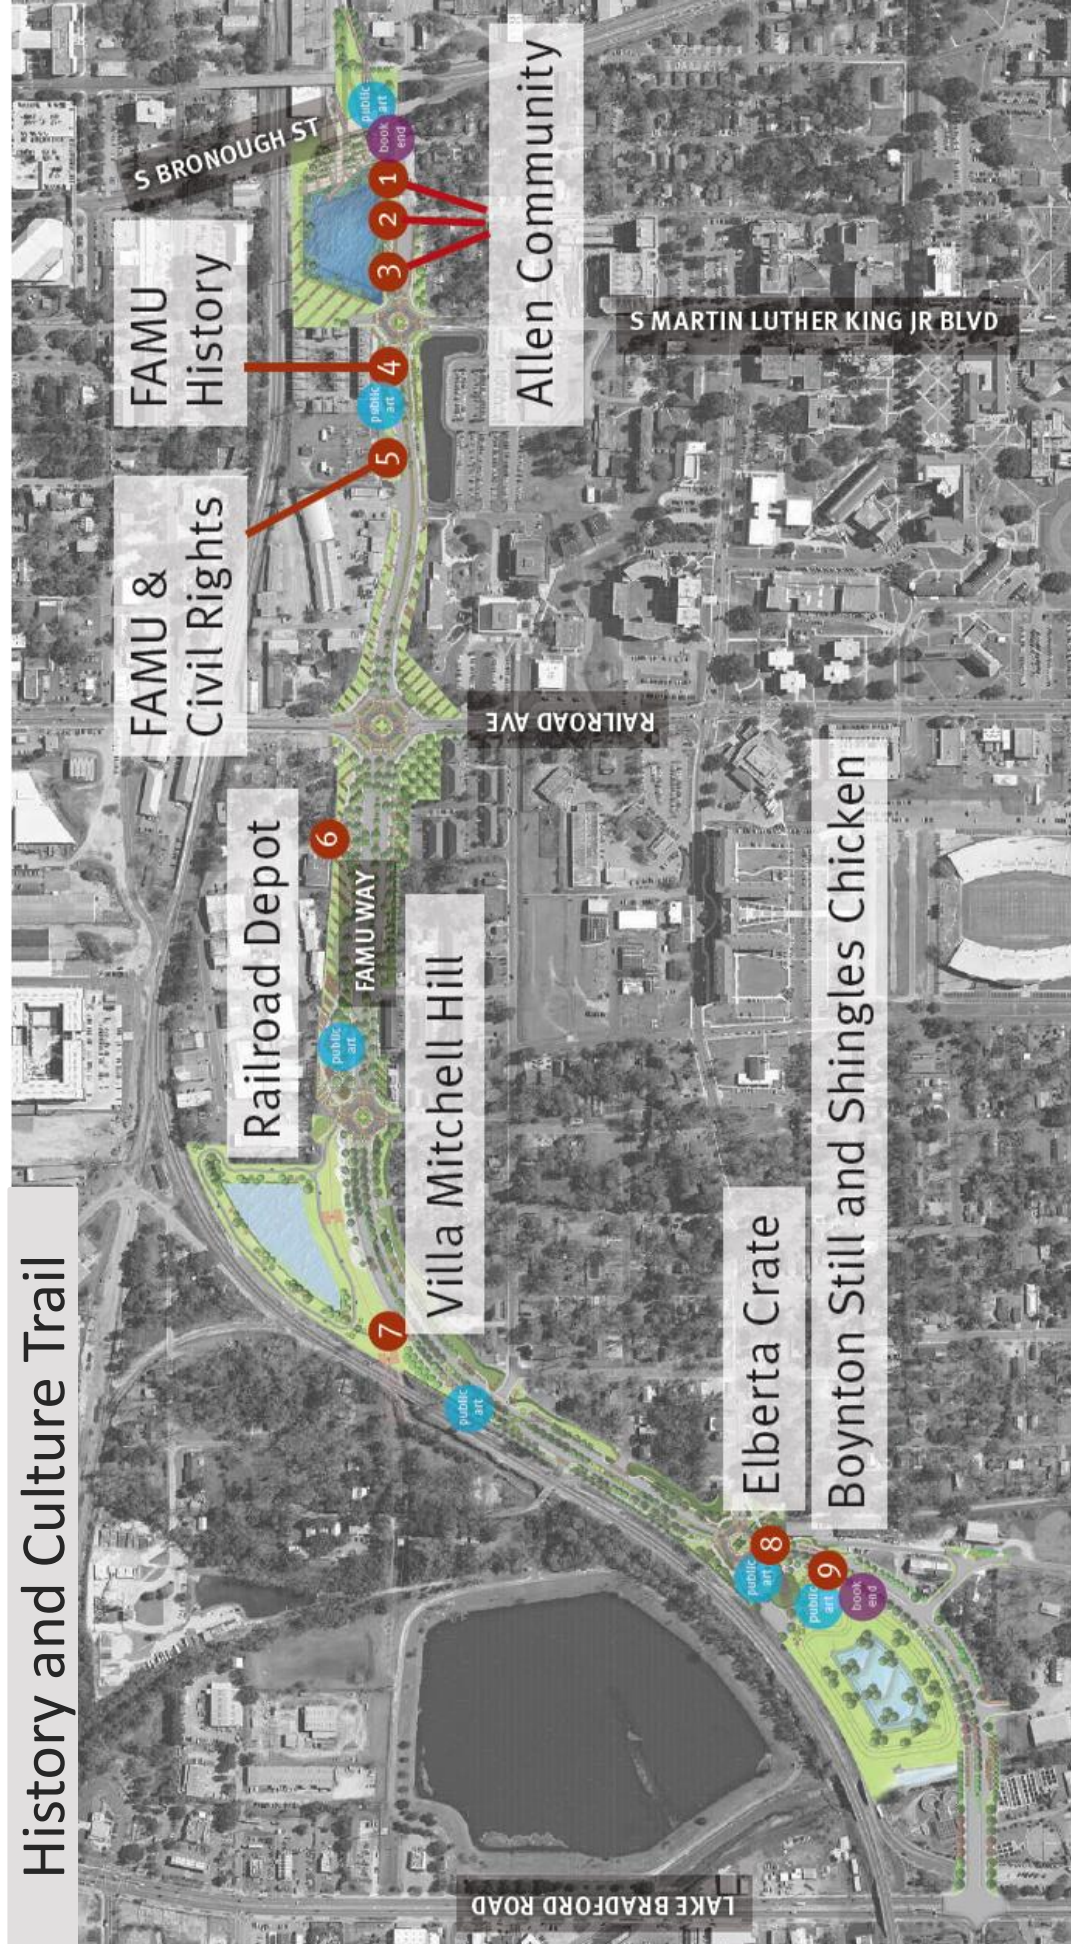 History and Culture Trail
LAKE BRADFORD ROAD
Elberta Crate
Boynton Still and Shingles Chicken
8
public
art
9
public
art
book
end
public
art
7
Villa Mitchell Hill
Railroad Depot
public
art
FAMU WAY
6
RAILROAD AVE
FAMU &
Civil Rights
5
public
art
4
FAMU
History
S MARTIN LUTHER KING JR BLVD
3
2
1
Allen Community
book
end
public
art
S BRONOUGH ST